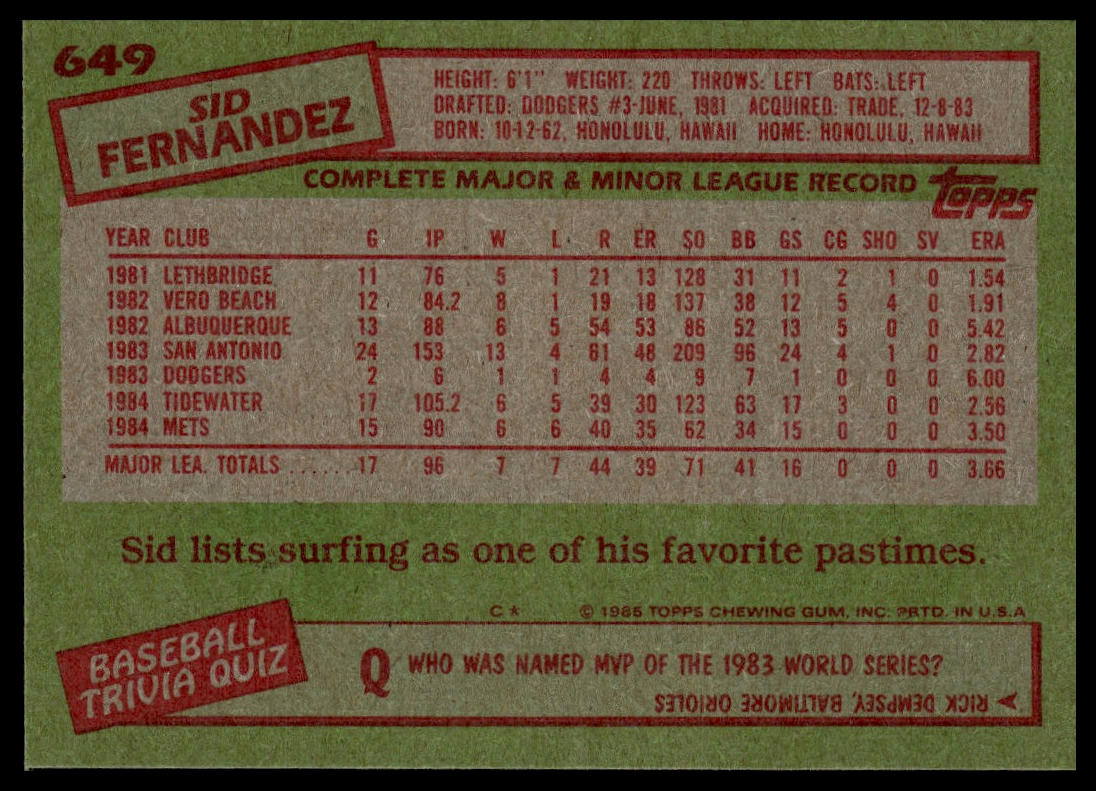 649
SID
FERNANDEZ
HEIGHT: 6'1" WEIGHT: 220 THROWS: LEFT BATS: LEFT
DRAFTED: DODGERS #3-JUNE, 1981 ACQUIRED: TRADE, 12-8-83
BORN: 10-12-62, HONOLULU, HAWAII HOME: HONOLULU, HAWAII
COMPLETE MAJOR & MINOR LEAGUE RECORD topps
YEAR CLUB G IP W L R ER SO BB GS CG SHO SV ERA
1981 LETHBRIDGE 11 76 5 1 21 13 128 31 11 2 1 0 1.54
1982 VERO BEACH 12 84.2 8 1 19 18 137 38 12 5 4 0 1.91
1982 ALBUQUERQUE 13 88 6 5 54 53 86 52 13 5 0 0 5.42
1983 SAN ANTONIO 24 153 13 4 61 48 209 96 24 4 1 0 2.82
1983 DODGERS 2 6 1 1 4 4 9 7 1 0 0 0 6.00
1984 TIDEWATER 17 105.2 6 5 39 30 123 63 17 3 0 0 2.56
1984 METS 15 90 6 6 40 35 62 34 15 0 0 0 3.50
MAJOR LEA. TOTALS ...... 17 96 7 7 44 39 71 41 16 0 0 0 3.66
Sid lists surfing as one of his favorite pastimes.
C* © 1985 TOPPS CHEWING GUM, INC. PRTD. IN U.S.A
BASEBALL
TRIVIA QUIZ
Q WHO WAS NAMED MVP OF THE 1983 WORLD SERIES?
RICK DEMPSEY, BALTIMORE ORIOLES